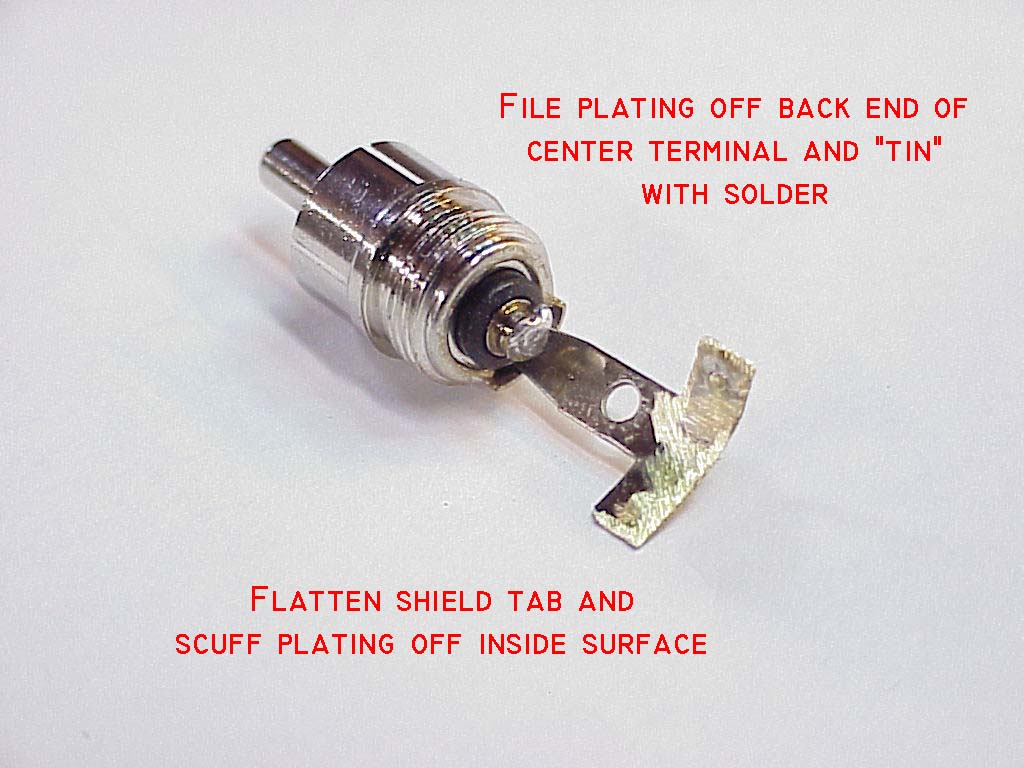 FILE PLATING OFF BACK END OF
CENTER TERMINAL AND "TIN"
WITH SOLDER
FLATTEN SHIELD TAB AND
SCUFF PLATING OFF INSIDE SURFACE